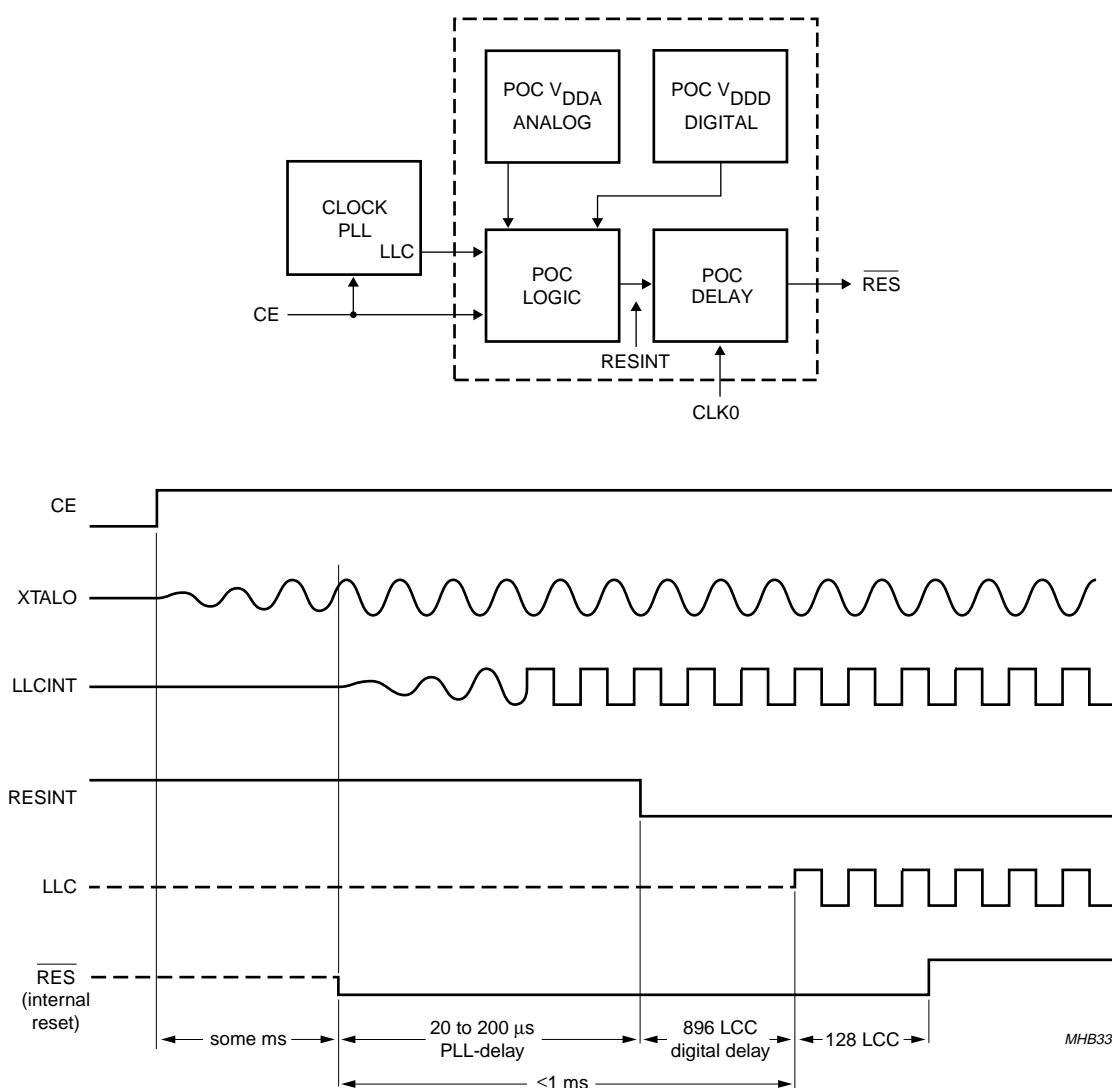 POC VDDA
ANALOG
POC VDDD
DIGITAL
CLOCK
PLL
LLC
POC
LOGIC
POC
DELAY
RES
CE
RESINT
CLK0
CE
XTALO
LLCINT
RESINT
LLC
RES
(internal
reset)
some ms
20 to 200 μs
PLL-delay
896 LCC
digital delay
128 LCC
<1 ms
MHB33